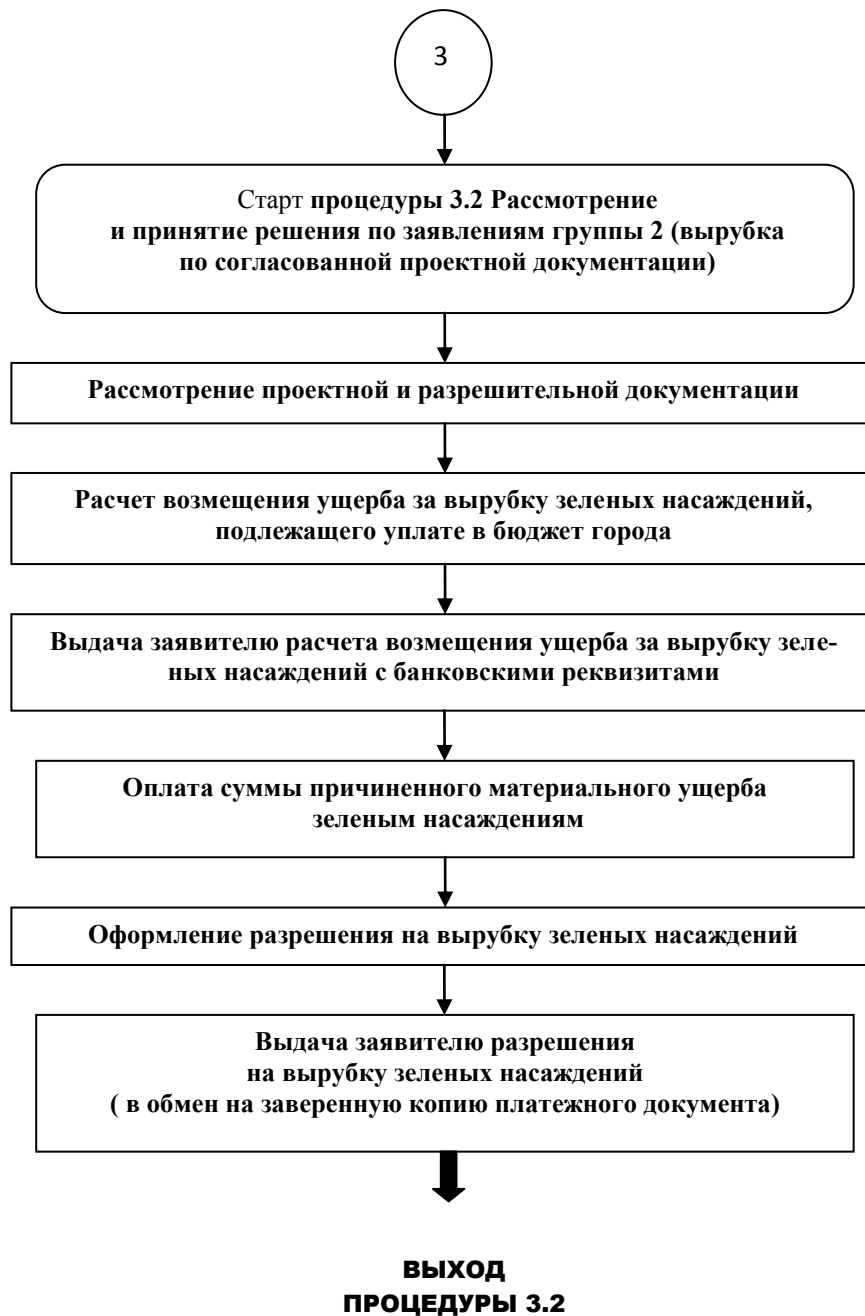 3
Старт процедуры 3.2 Рассмотрение
и принятие решения по заявлениям группы 2 (вырубка
по согласованной проектной документации)
Рассмотрение проектной и разрешительной документации
Расчет возмещения ущерба за вырубку зеленых насаждений,
подлежащего уплате в бюджет города
Выдача заявителю расчета возмещения ущерба за вырубку зеле-
ных насаждений с банковскими реквизитами
Оплата суммы причиненного материального ущерба
зеленым насаждениям
Оформление разрешения на вырубку зеленых насаждений
Выдача заявителю разрешения
на вырубку зеленых насаждений
( в обмен на заверенную копию платежного документа)
ВЫХОД
ПРОЦЕДУРЫ 3.2